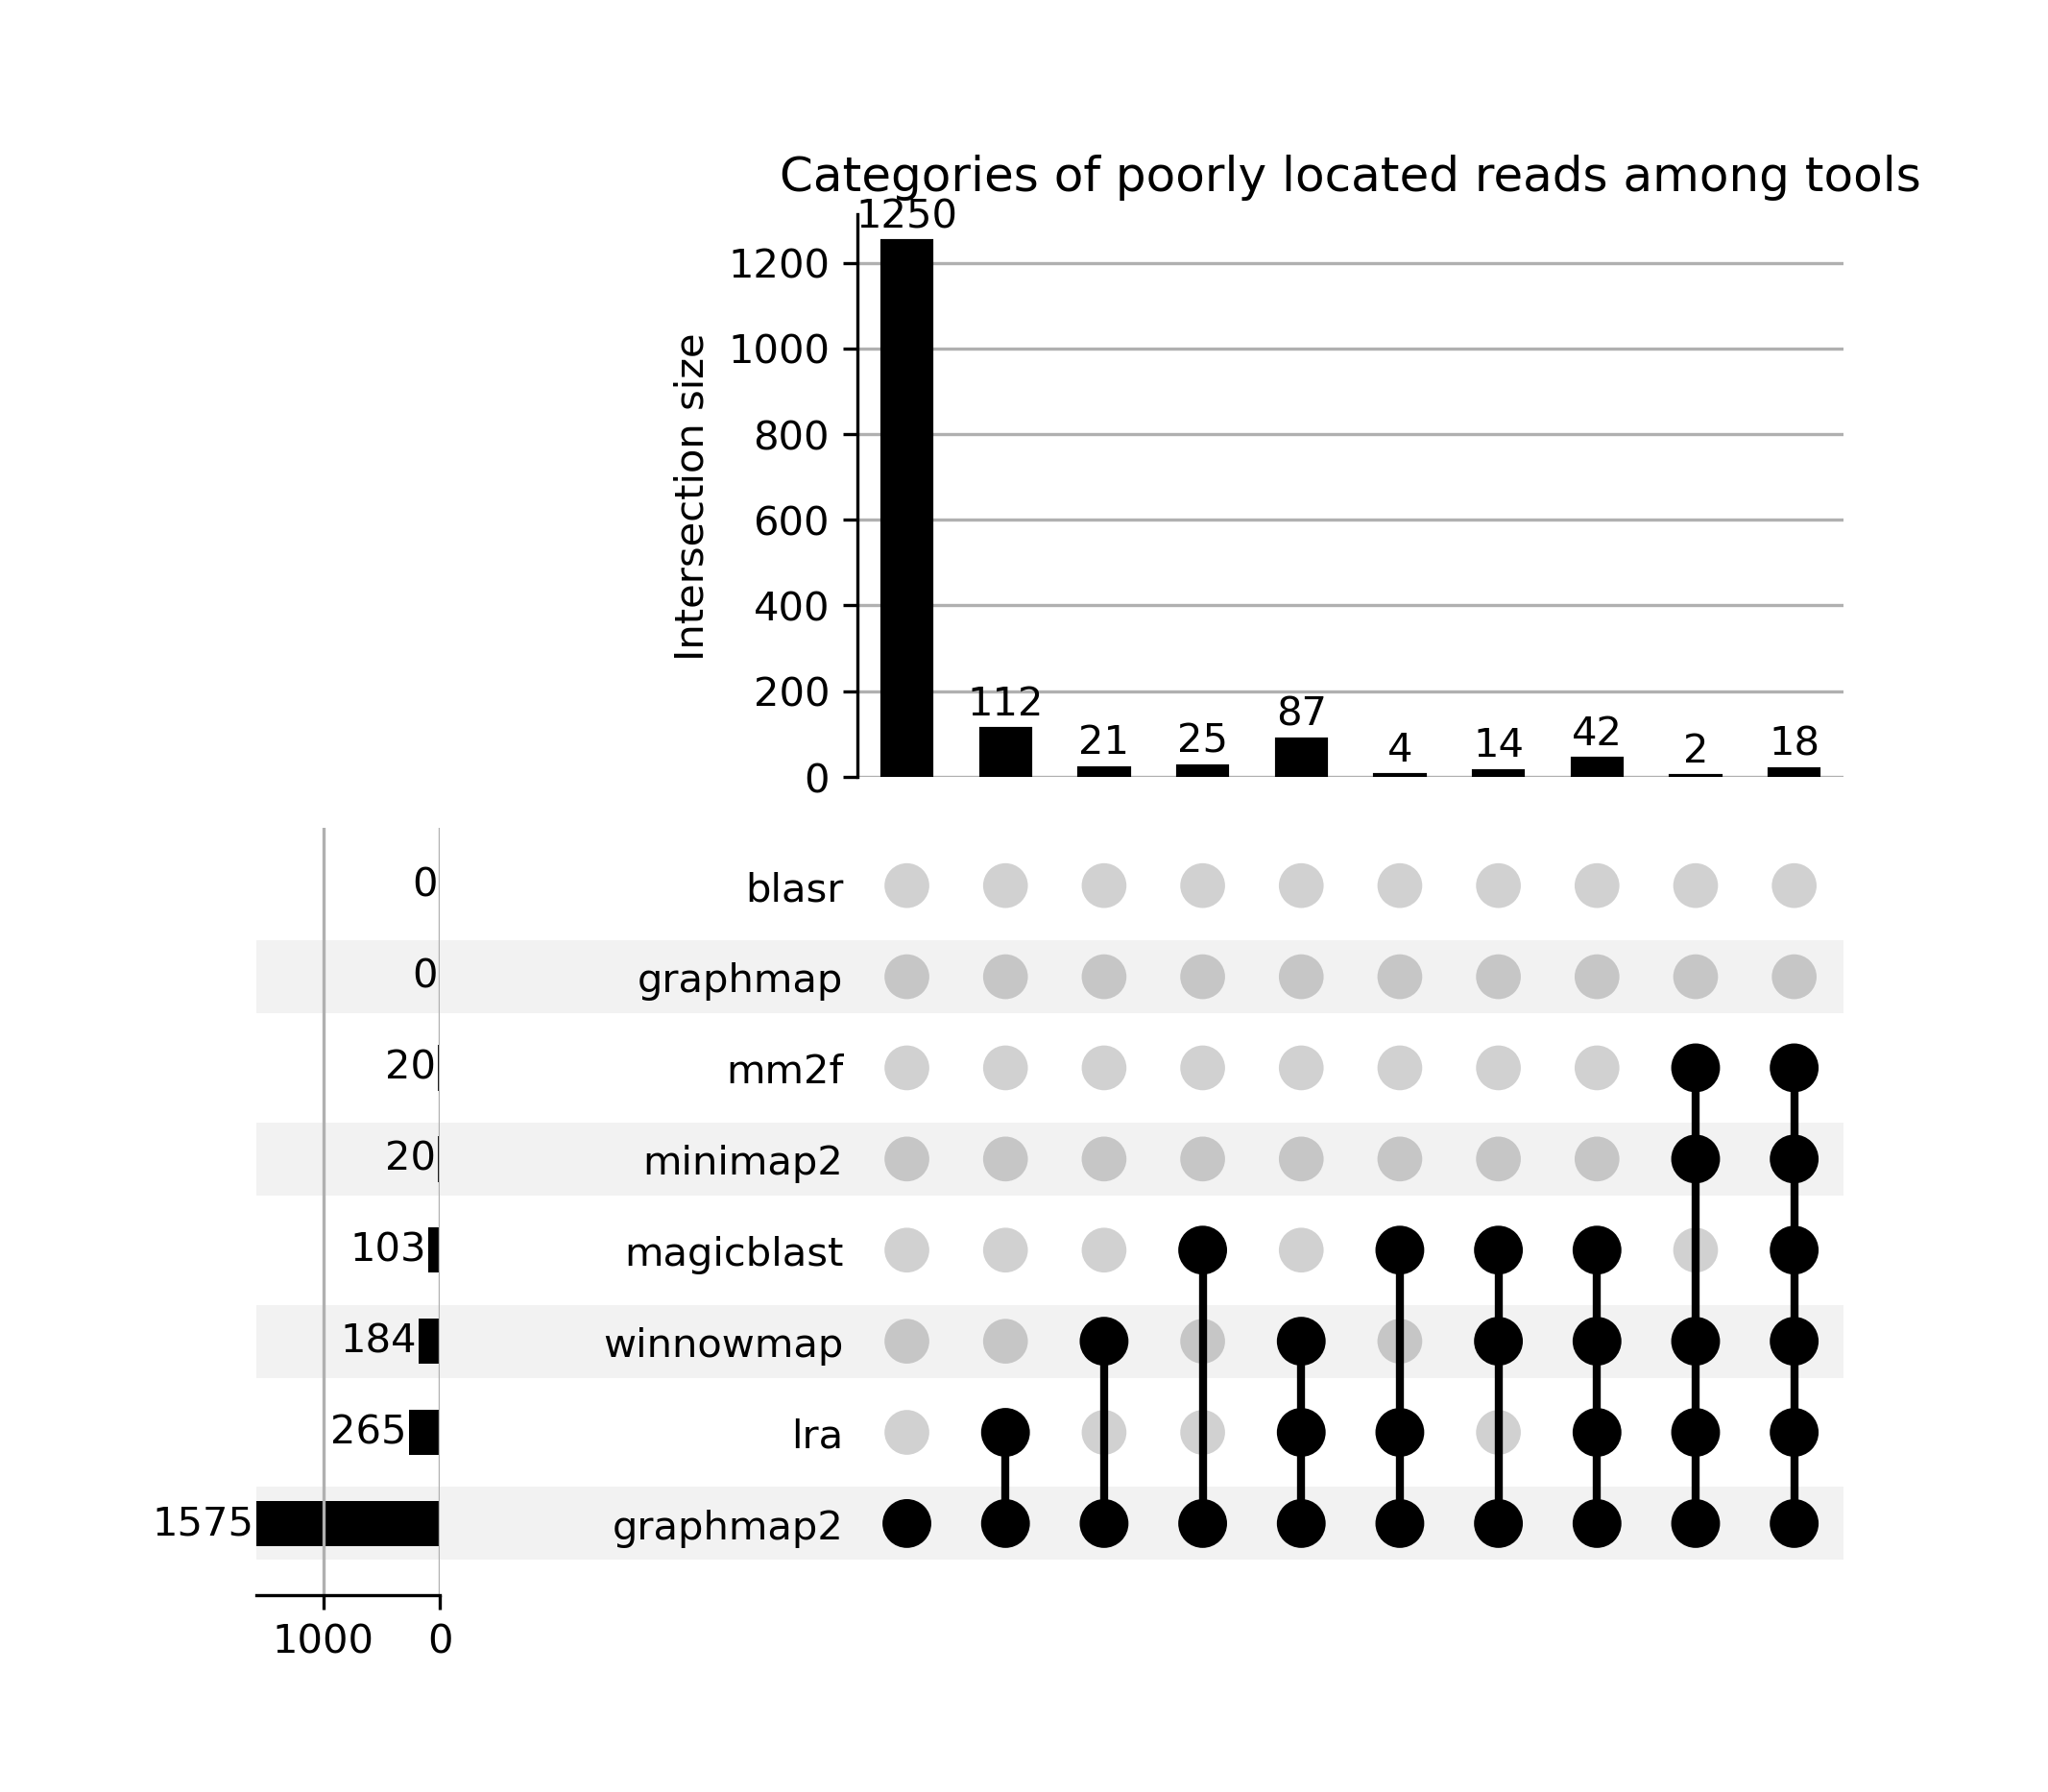 Categories of poorly located reads among tools
1250
1200
1000
800
600
400
200
0
Intersection size
112
21
25
87
4
14
42
2
18
0 blasr
0 graphmap
20 mm2f
20 minimap2
103 magicblast
184 winnowmap
265 lra
1575 graphmap2
1000 0